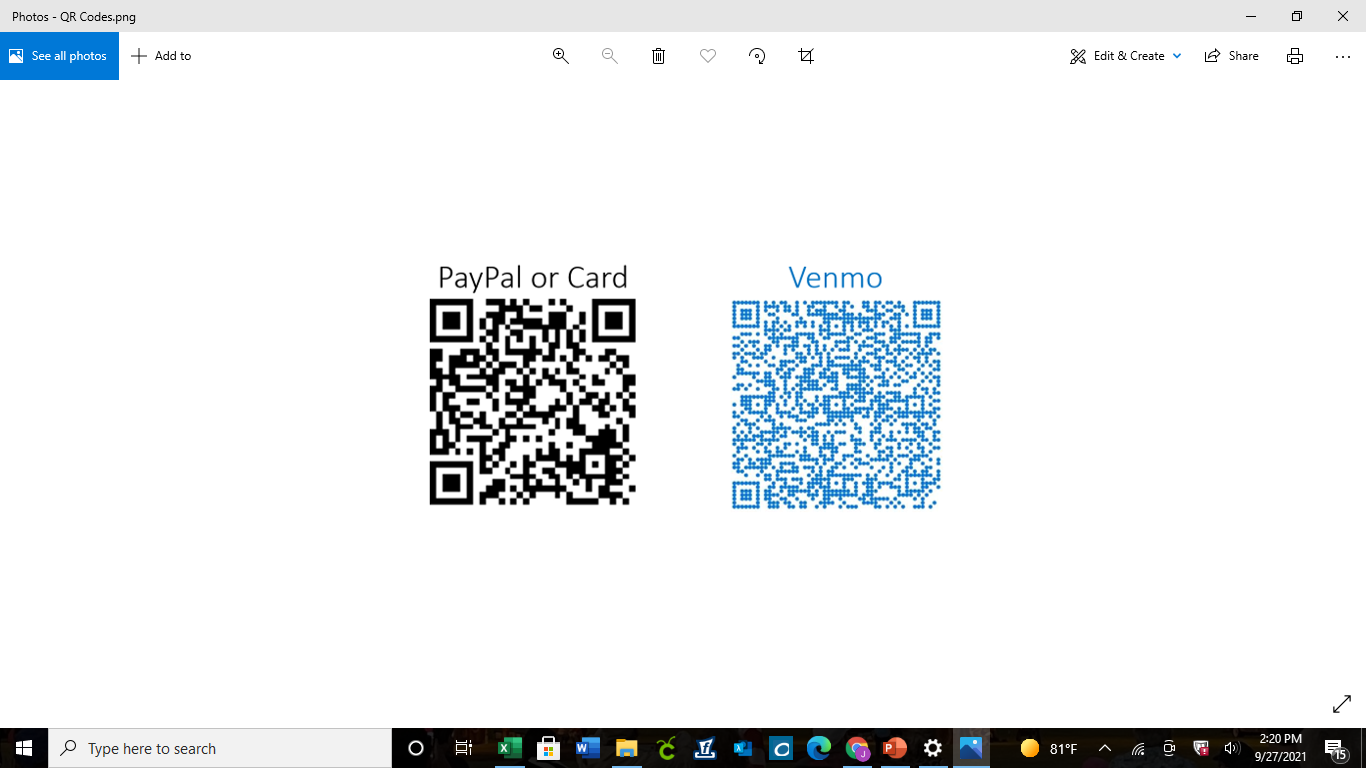 Photos - QR Codes.png
See all photos
Add to
Edit & Create
Share
PayPal or Card
Venmo
Type here to search
81°F
2:20 PM
9/27/2021
15